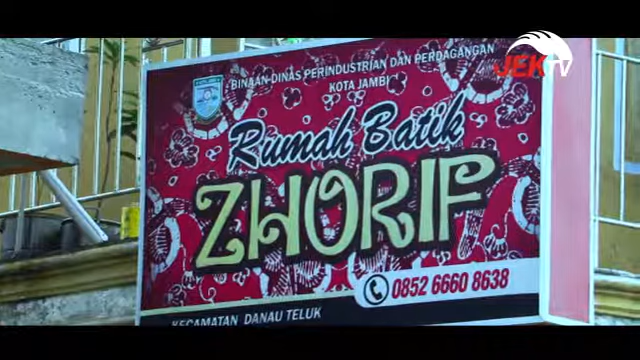 JEKTV
BINAAN DINAS PERINDUSTRIAN DAN PERDAGANGAN
KOTA JAMBI
Rumah Batik
ZHORIF
0852 6660 8638
KECAMATAN DANAU TELUK